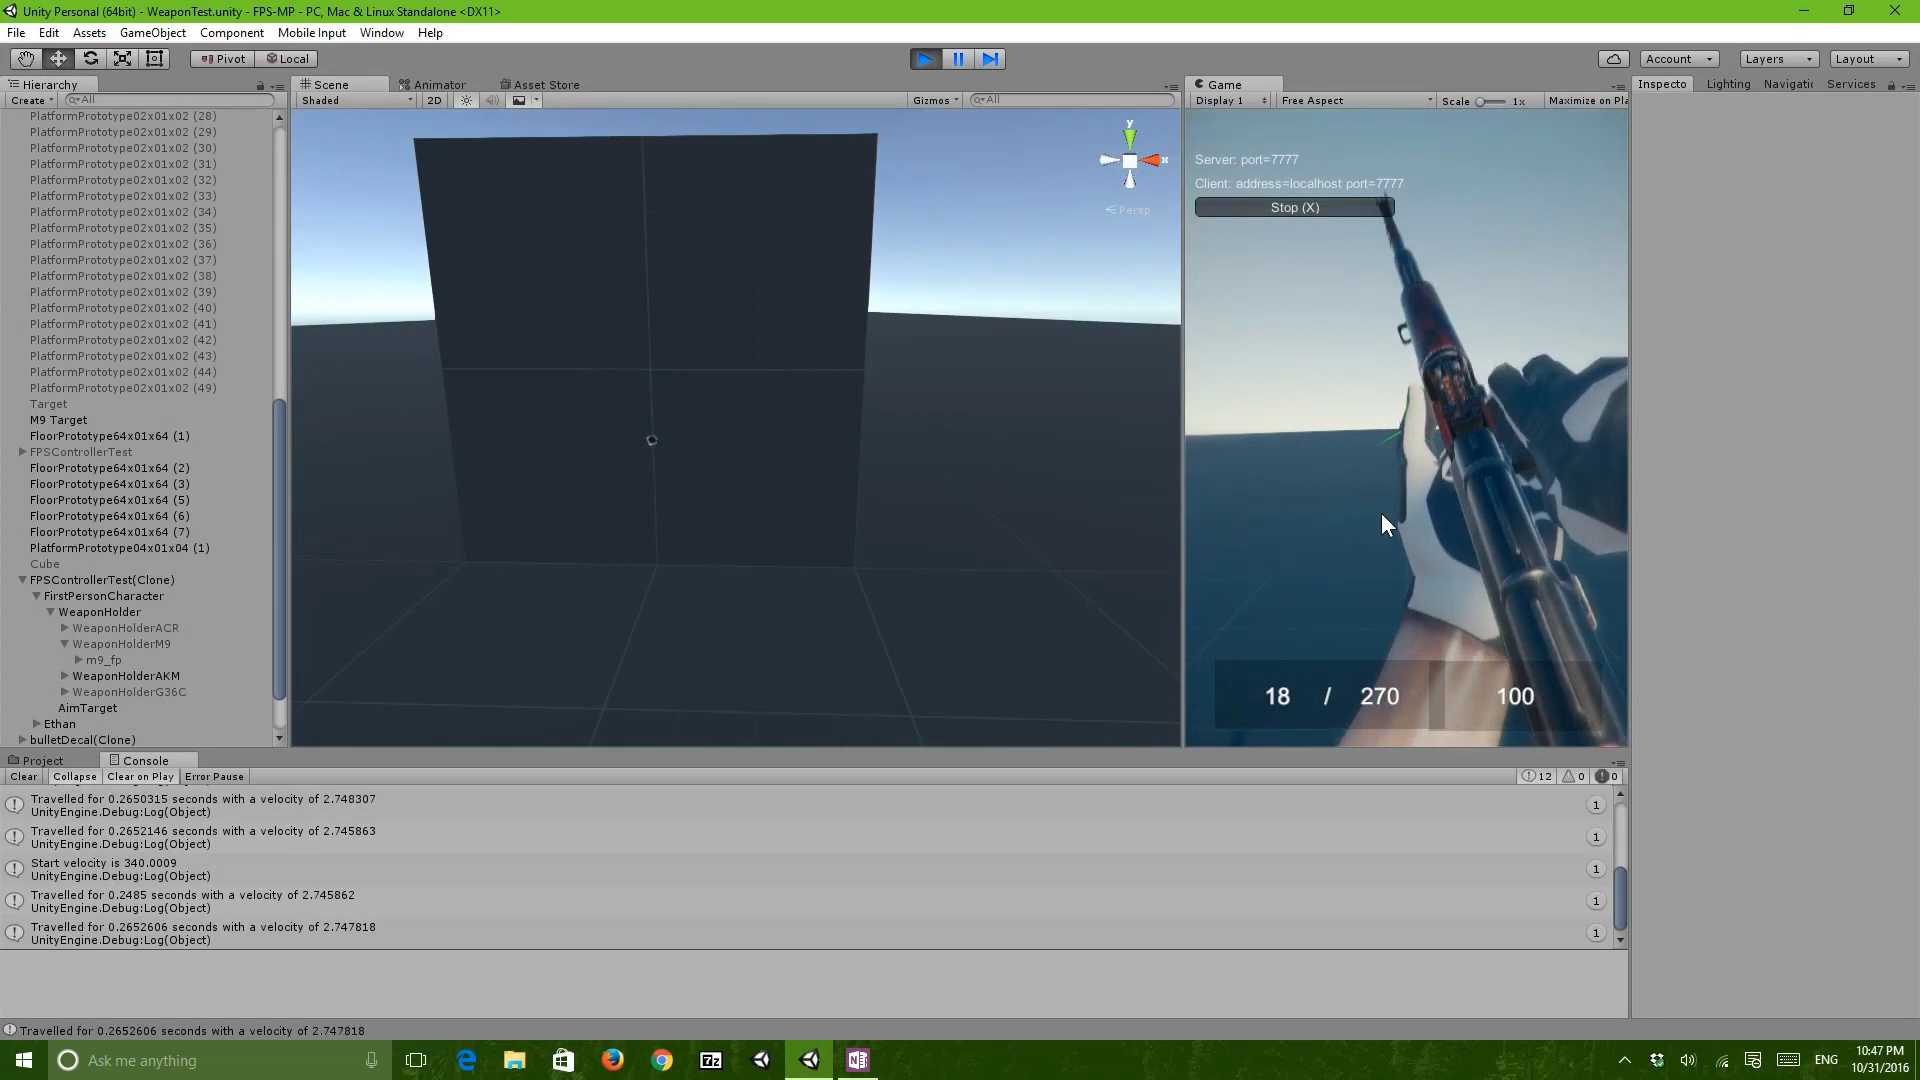 Unity Personal (64bit) - WeaponTest.unity - FPS-MP - PC, Mac & Linux Standalone <DX11>
File Edit Assets GameObject Component Mobile Input Window Help
Pivot Local Account Layers Layout
Hierarchy Scene Animator Asset Store Game Inspecto Lighting Navigatic Services
Create All Shaded 2D Gizmos All Display 1 Free Aspect Scale 1x Maximize on Pla
PlatformPrototype02x01x02 (28)
PlatformPrototype02x01x02 (29)
PlatformPrototype02x01x02 (30)
PlatformPrototype02x01x02 (31)
PlatformPrototype02x01x02 (32)
PlatformPrototype02x01x02 (33)
PlatformPrototype02x01x02 (34)
PlatformPrototype02x01x02 (35)
PlatformPrototype02x01x02 (36)
PlatformPrototype02x01x02 (37)
PlatformPrototype02x01x02 (38)
PlatformPrototype02x01x02 (39)
PlatformPrototype02x01x02 (40)
PlatformPrototype02x01x02 (41)
PlatformPrototype02x01x02 (42)
PlatformPrototype02x01x02 (43)
PlatformPrototype02x01x02 (44)
PlatformPrototype02x01x02 (49)
Target
M9 Target
FloorPrototype64x01x64 (1)
FPSControllerTest
FloorPrototype64x01x64 (2)
FloorPrototype64x01x64 (3)
FloorPrototype64x01x64 (5)
FloorPrototype64x01x64 (6)
FloorPrototype64x01x64 (7)
PlatformPrototype04x01x04 (1)
Cube
FPSControllerTest(Clone)
FirstPersonCharacter
WeaponHolder
WeaponHolderACR
WeaponHolderM9
m9_fp
WeaponHolderAKM
WeaponHolderG36C
AimTarget
Ethan
bulletDecal(Clone)
y
x
Persp
Server: port=7777
Client: address=localhost port=7777
Stop (X)
18 / 270 100
Project Console
Clear Collapse Clear on Play Error Pause 12 0 0
Travelled for 0.2650315 seconds with a velocity of 2.748307
UnityEngine.Debug:Log(Object)
1
Travelled for 0.2652146 seconds with a velocity of 2.745863
UnityEngine.Debug:Log(Object)
1
Start velocity is 340.0009
UnityEngine.Debug:Log(Object)
1
Travelled for 0.2485 seconds with a velocity of 2.745862
UnityEngine.Debug:Log(Object)
1
Travelled for 0.2652606 seconds with a velocity of 2.747818
UnityEngine.Debug:Log(Object)
1
Travelled for 0.2652606 seconds with a velocity of 2.747818
Ask me anything
7z
N
ENG
10:47 PM
10/31/2016